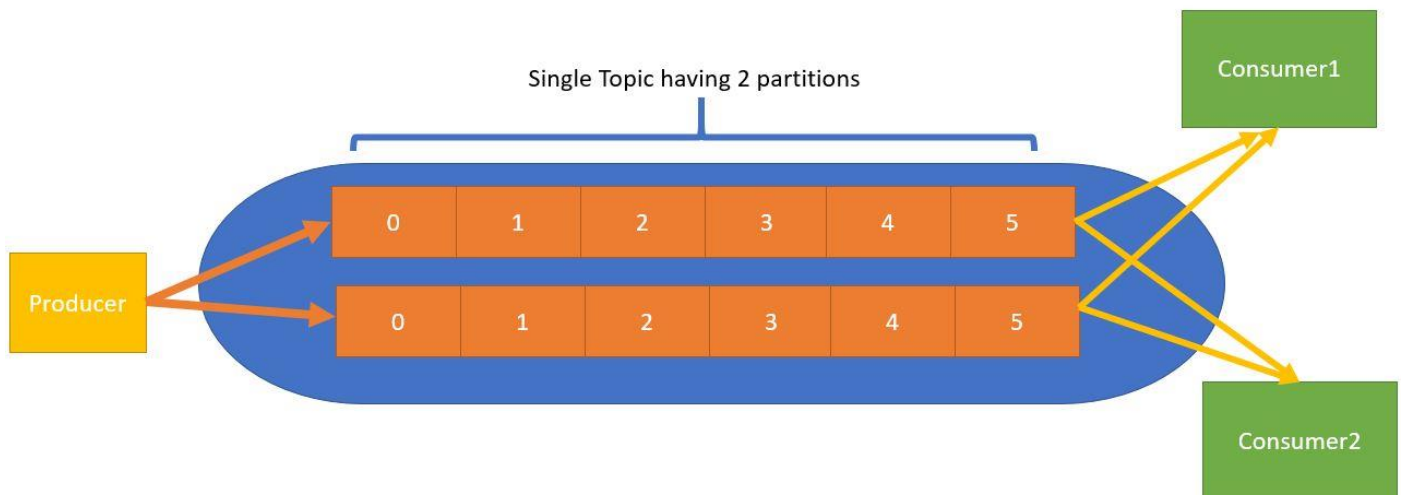 Single Topic having 2 partitions
Consumer1
0 1 2 3 4 5
Producer
0 1 2 3 4 5
Consumer2